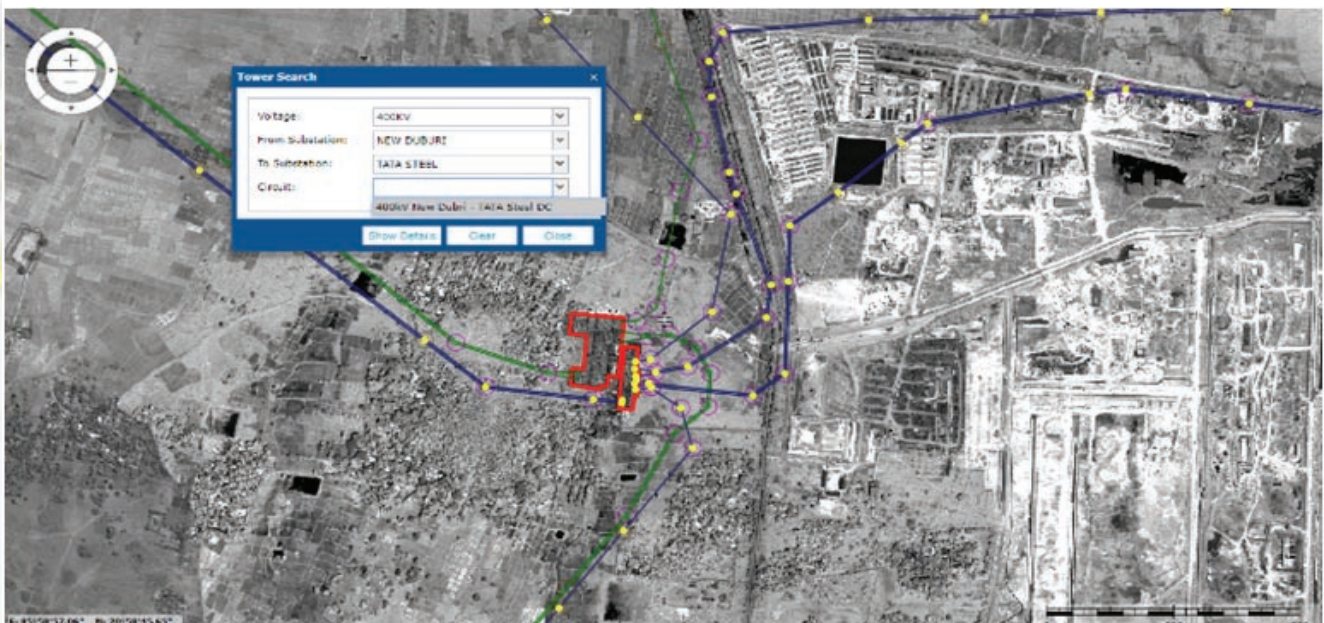 Tower Search
Voltage: 400KV
From Substation: NEW DUBURI
To Substation: TATA STEEL
Circuit:
400kV New Dubri - TATA Steel DC
Show Details Clear Close